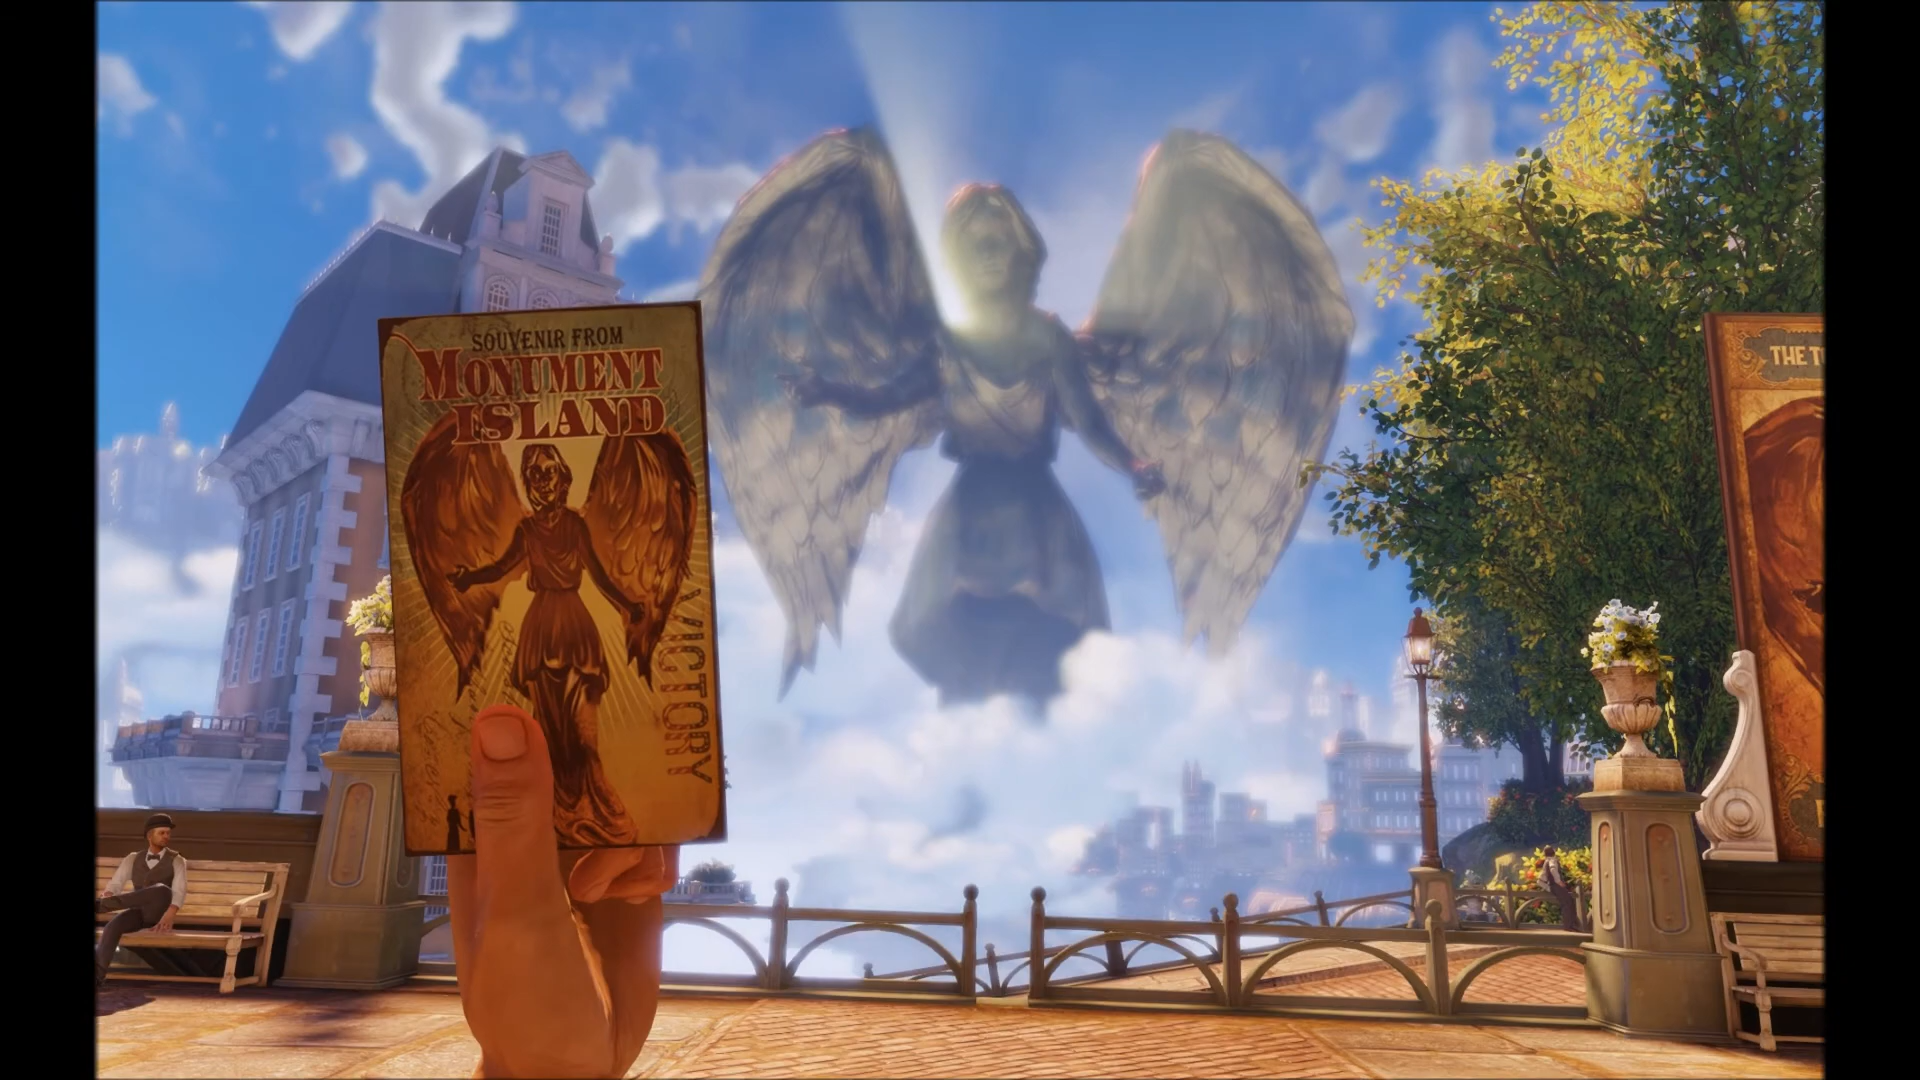 SOUVENIR FROM
MONUMENT
ISLAND
VICTORY
THE